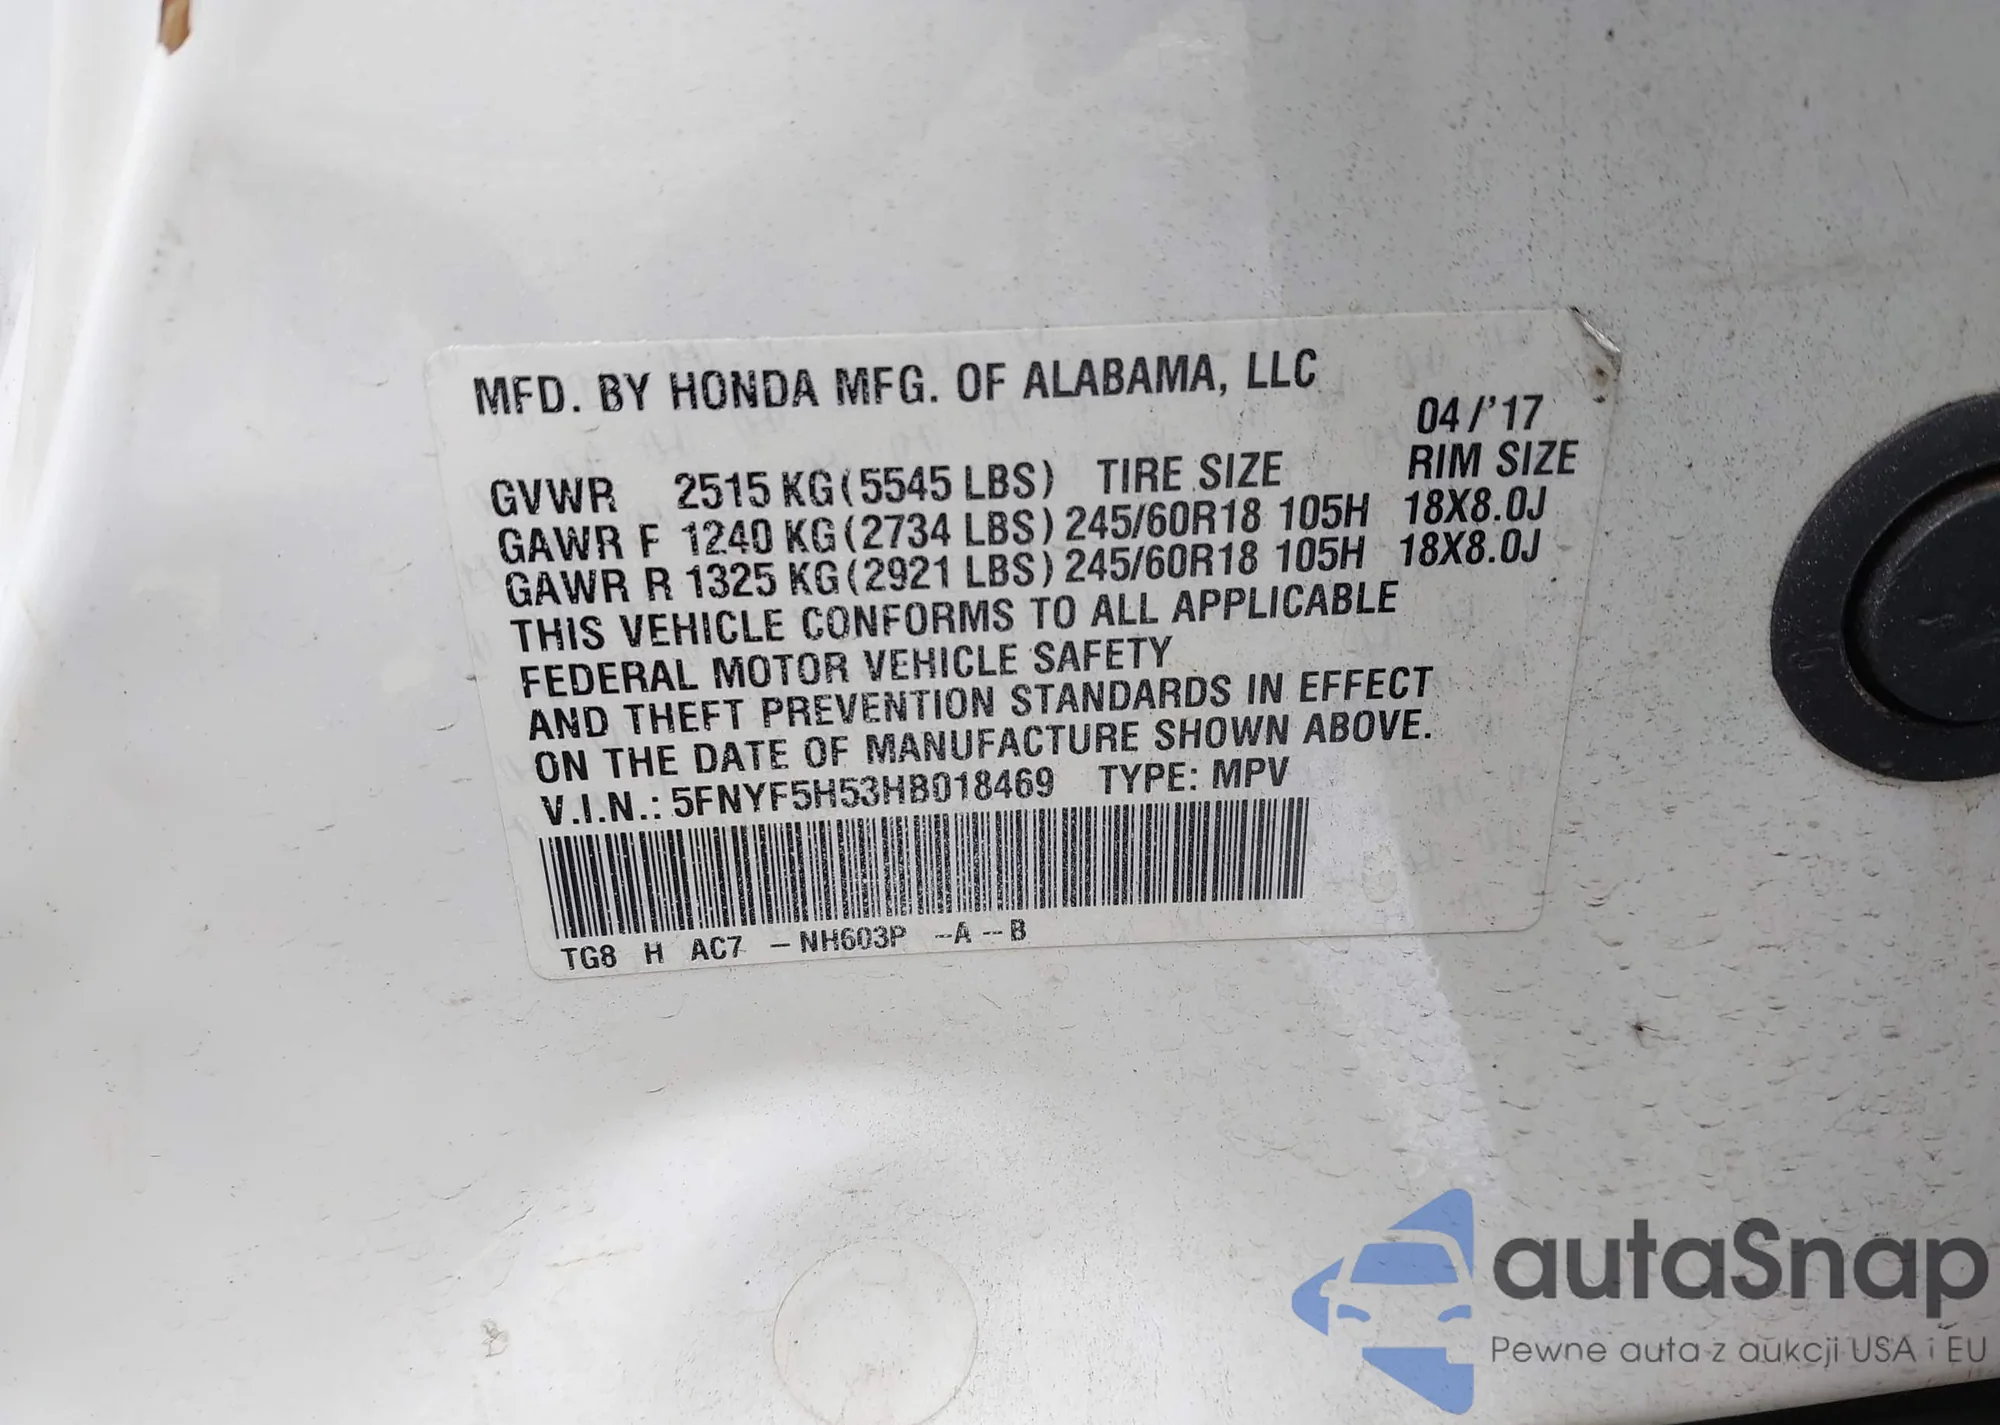 MFD. BY HONDA MFG. OF ALABAMA, LLC
04/'17
GVWR 2515 KG (5545 LBS) TIRE SIZE RIM SIZE
GAWR F 1240 KG (2734 LBS) 245/60R18 105H 18X8.0J
GAWR R 1325 KG (2921 LBS) 245/60R18 105H 18X8.0J
THIS VEHICLE CONFORMS TO ALL APPLICABLE
FEDERAL MOTOR VEHICLE SAFETY
AND THEFT PREVENTION STANDARDS IN EFFECT
ON THE DATE OF MANUFACTURE SHOWN ABOVE.
V.I.N.: 5FNYF5H53HB018469 TYPE: MPV
TG8 H AC7 -NH603P -A --B
autaSnap
Pewne auta z aukcji USA i EU